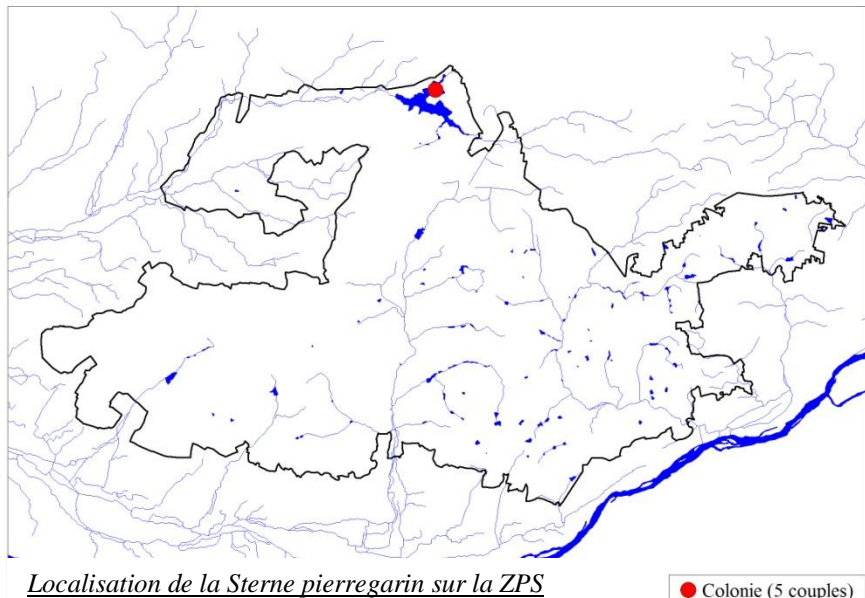 Localisation de la Sterne pierregarin sur la ZPS
Colonie (5 couples)